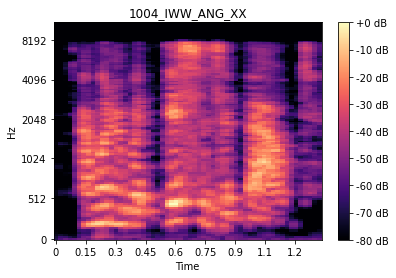 1004_IWW_ANG_XX
+0 dB
8192
-10 dB
4096
-20 dB
-30 dB
2048
Hz
-40 dB
1024
-50 dB
512
-60 dB
-70 dB
0
-80 dB
0 0.15 0.3 0.45 0.6 0.75 0.9 1.1 1.2
Time